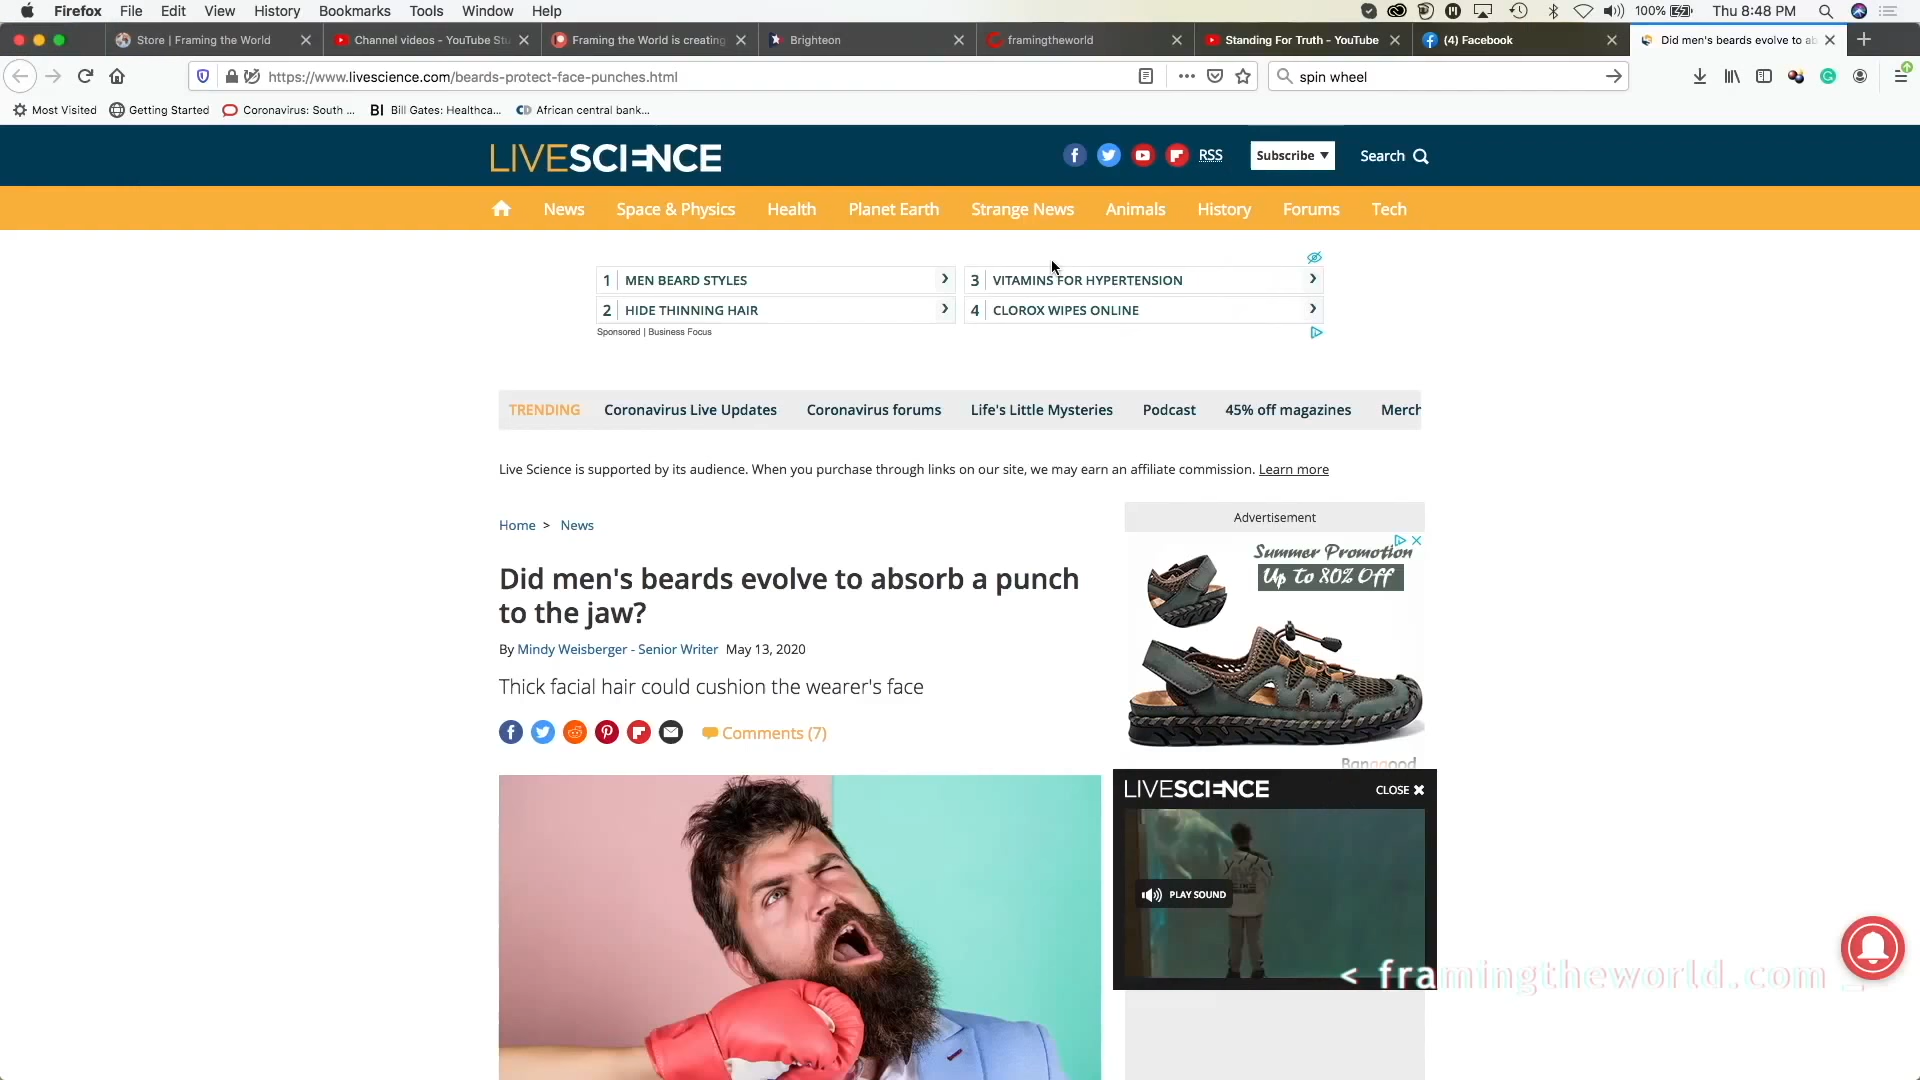 Firefox File Edit View History Bookmarks Tools Window Help 100% Thu 8:48 PM
Store | Framing the World Channel videos - YouTube Stu Framing the World is creating Brighteon framingtheworld Standing For Truth - YouTube (4) Facebook Did men's beards evolve to ab
https://www.livescience.com/beards-protect-face-punches.html spin wheel
Most Visited Getting Started Coronavirus: South ... BI Bill Gates: Healthca... CD African central bank...
LIVESCIENCE RSS Subscribe Search
News Space & Physics Health Planet Earth Strange News Animals History Forums Tech
1 MEN BEARD STYLES 3 VITAMINS FOR HYPERTENSION
2 HIDE THINNING HAIR 4 CLOROX WIPES ONLINE
Sponsored | Business Focus
TRENDING Coronavirus Live Updates Coronavirus forums Life's Little Mysteries Podcast 45% off magazines Merch
Live Science is supported by its audience. When you purchase through links on our site, we may earn an affiliate commission. Learn more
Home > News
Did men's beards evolve to absorb a punch
to the jaw?
By Mindy Weisberger - Senior Writer May 13, 2020
Thick facial hair could cushion the wearer's face
Comments (7)
Advertisement
Summer Promotion
Up To 80% Off
Banggood
LIVESCIENCE CLOSE
PLAY SOUND
< framingtheworld.com _